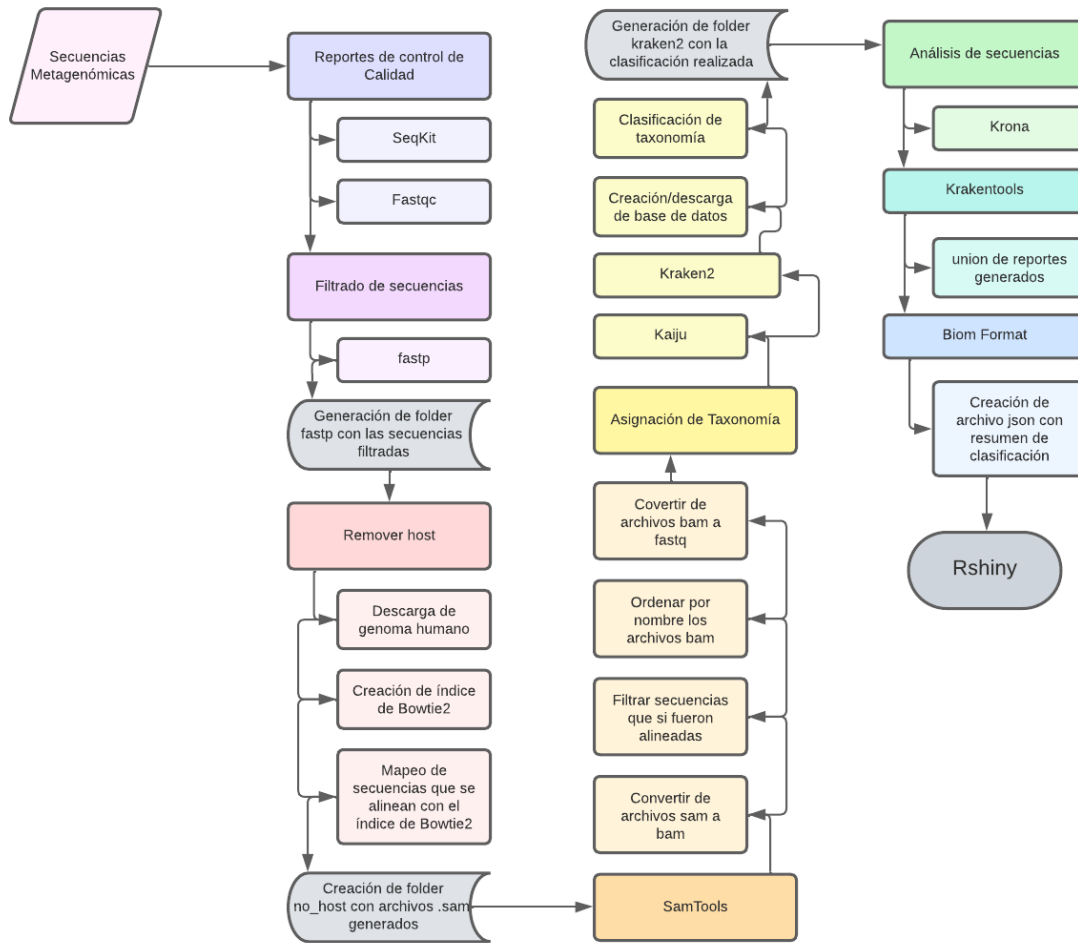 Secuencias
Metagenómicas
Reportes de control de
Calidad
SeqKit
Fastqc
Filtrado de secuencias
fastp
Generación de folder
fastp con las secuencias
filtradas
Remover host
Descarga de
genoma humano
Creación de índice
de Bowtie2
Mapeo de
secuencias que se
alinean con el
índice de Bowtie2
Creación de folder
no_host con archivos .sam
generados
SamTools
Convertir de
archivos sam a
bam
Filtrar secuencias
que si fueron
alineadas
Ordenar por
nombre los
archivos bam
Covertir de
archivos bam a
fastq
Asignación de Taxonomía
Kaiju
Kraken2
Creación/descarga
de base de datos
Clasificación de
taxonomía
Generación de folder
kraken2 con la
clasificación realizada
Análisis de secuencias
Krona
Krakentools
union de reportes
generados
Biom Format
Creación de
archivo json con
resumen de
clasificación
Rshiny